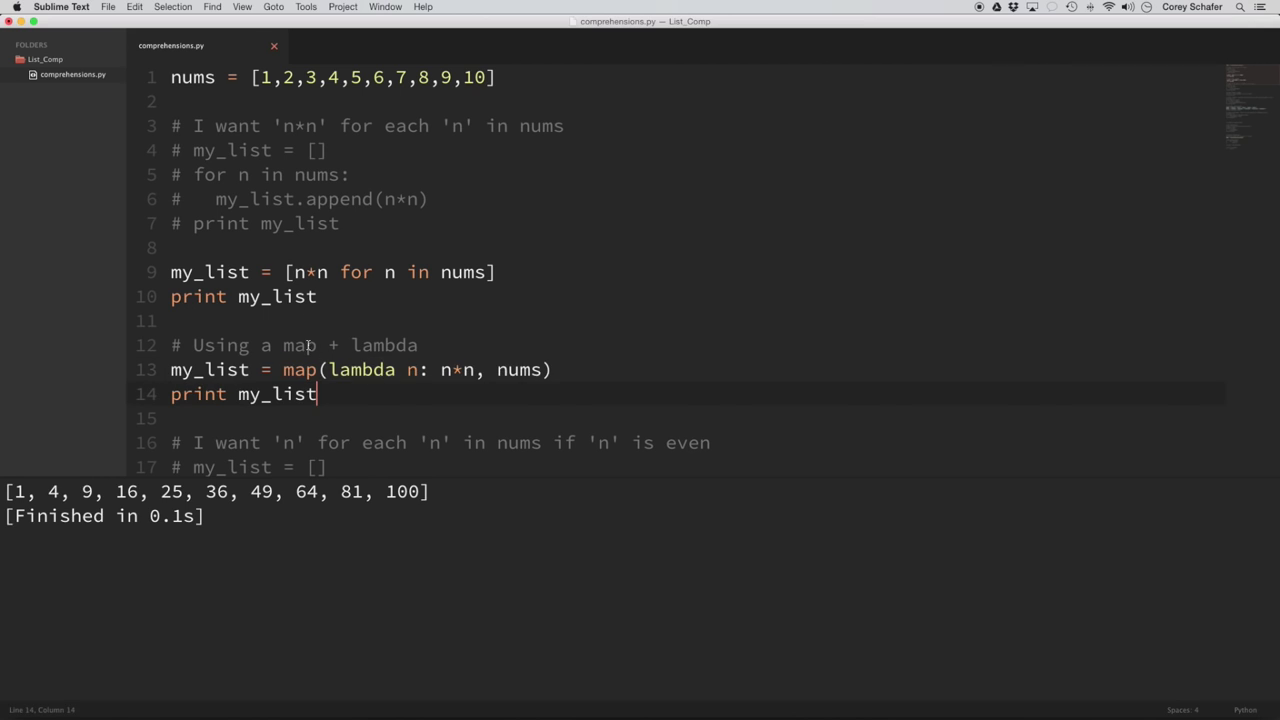 Sublime Text File Edit Selection Find View Goto Tools Project Window Help Corey Schafer
comprehensions.py — List_Comp
FOLDERS
List_Comp
comprehensions.py
comprehensions.py ×
1 nums = [1,2,3,4,5,6,7,8,9,10]
2
3 # I want 'n*n' for each 'n' in nums
4 # my_list = []
5 # for n in nums:
6 #   my_list.append(n*n)
7 # print my_list
8
9 my_list = [n*n for n in nums]
10 print my_list
11
12 # Using a map + lambda
13 my_list = map(lambda n: n*n, nums)
14 print my_list
15
16 # I want 'n' for each 'n' in nums if 'n' is even
17 # my_list = []
[1, 4, 9, 16, 25, 36, 49, 64, 81, 100]
[Finished in 0.1s]
Line 14, Column 14 Spaces: 4 Python